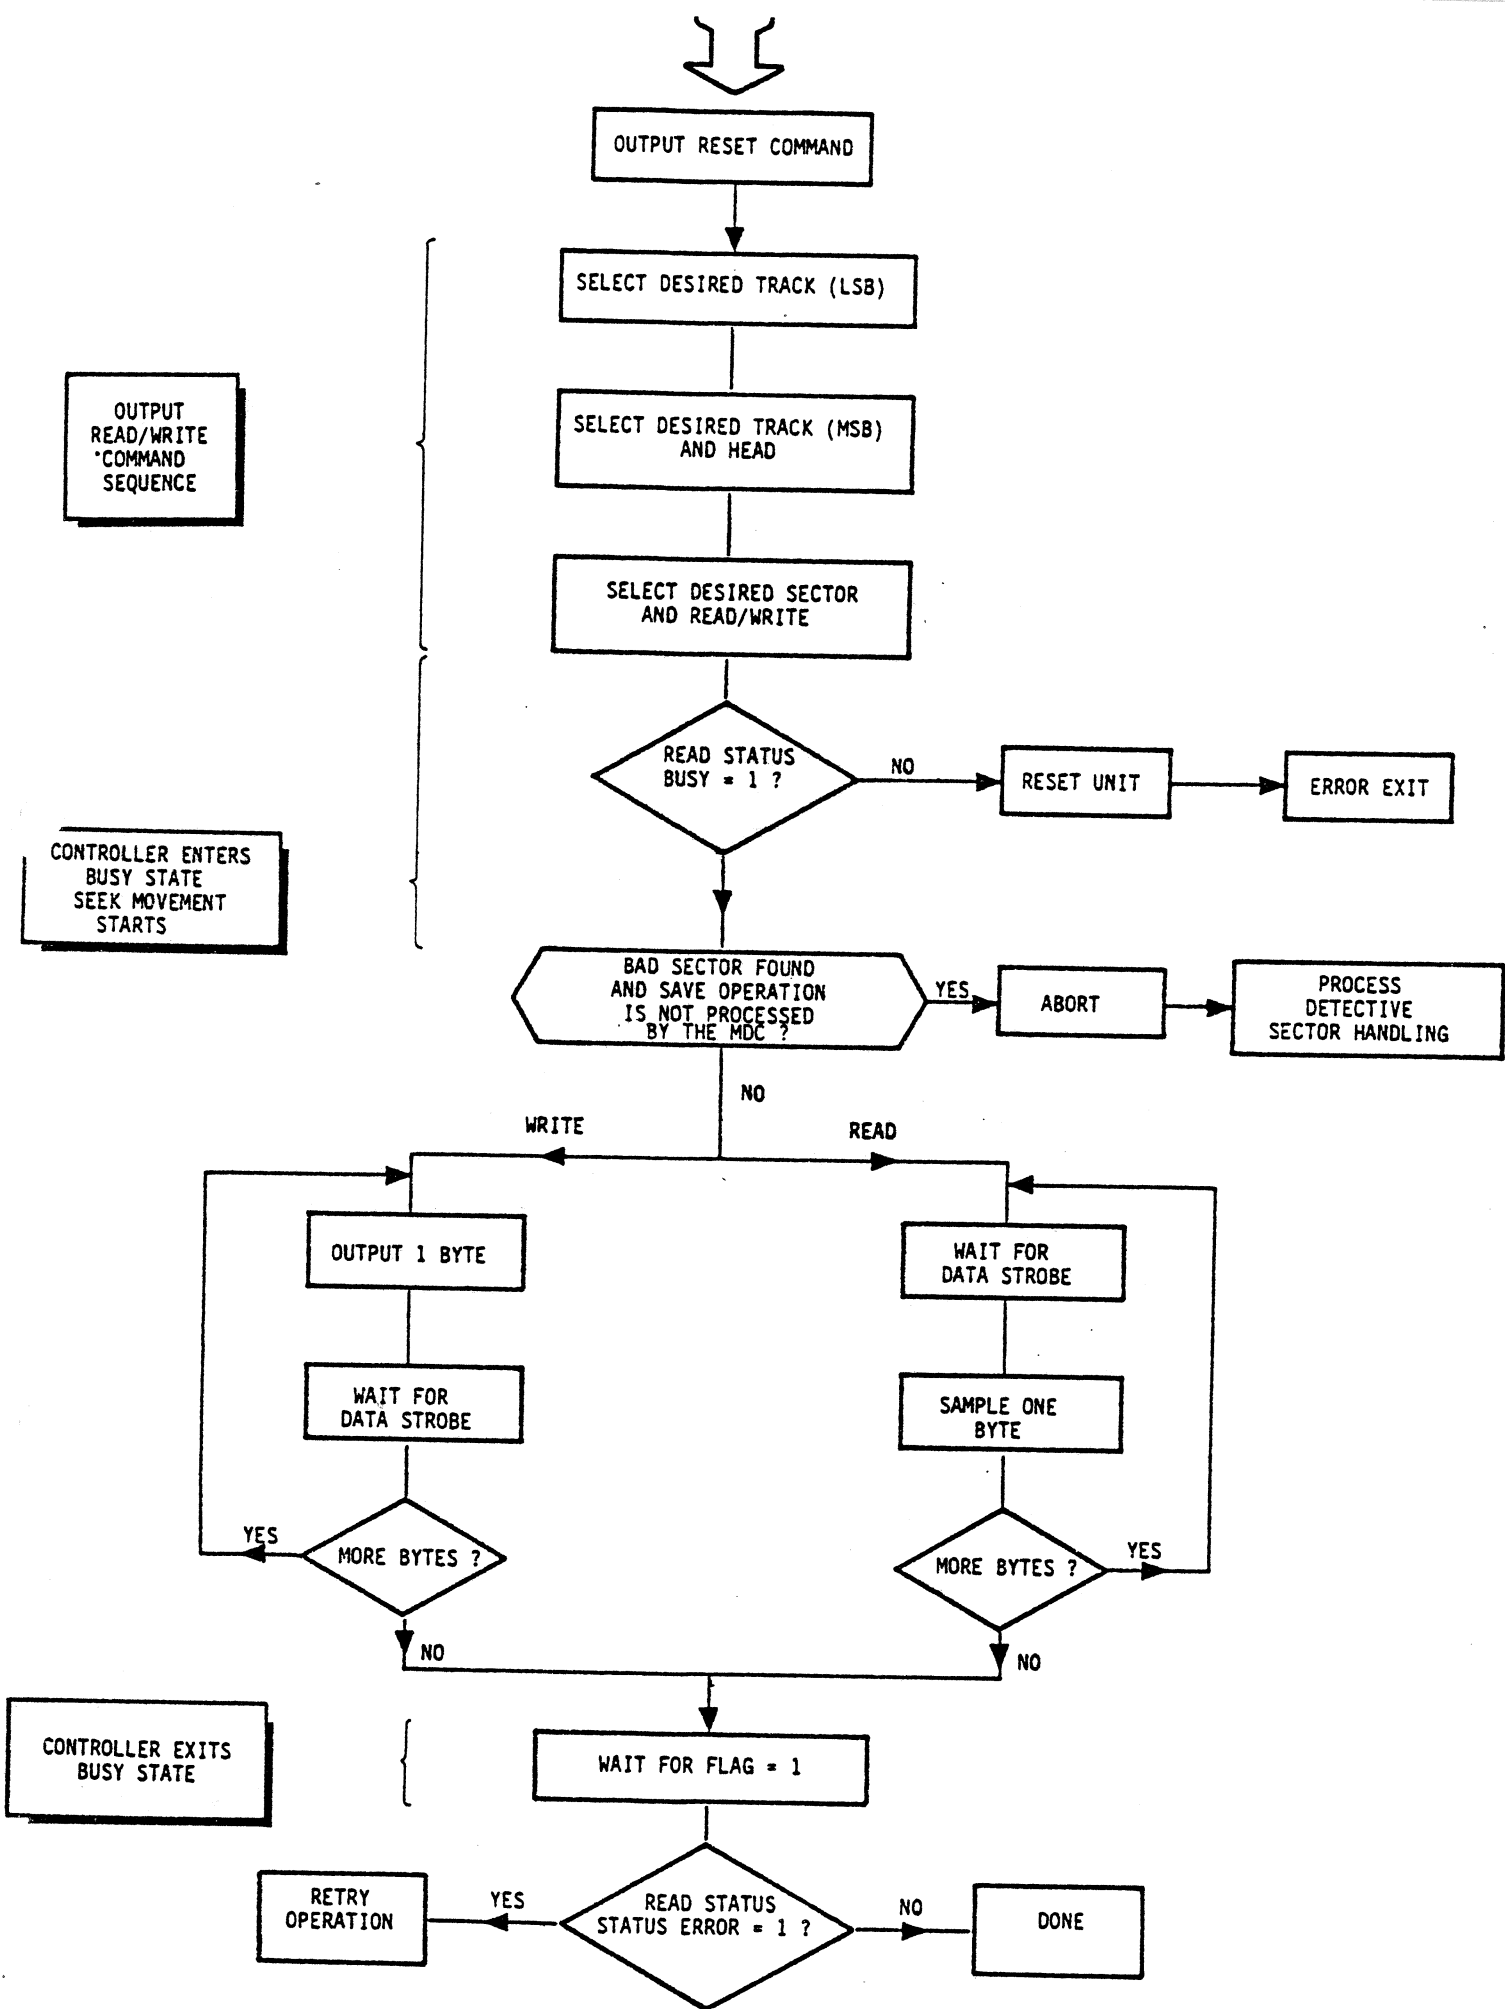 OUTPUT RESET COMMAND
SELECT DESIRED TRACK (LSB)
OUTPUT
READ/WRITE
COMMAND
SEQUENCE
SELECT DESIRED TRACK (MSB)
AND HEAD
SELECT DESIRED SECTOR
AND READ/WRITE
READ STATUS
BUSY = 1 ?
NO
RESET UNIT
ERROR EXIT
CONTROLLER ENTERS
BUSY STATE
SEEK MOVEMENT
STARTS
BAD SECTOR FOUND
AND SAVE OPERATION
IS NOT PROCESSED
BY THE MDC ?
YES
ABORT
PROCESS
DETECTIVE
SECTOR HANDLING
NO
WRITE
READ
OUTPUT 1 BYTE
WAIT FOR
DATA STROBE
WAIT FOR
DATA STROBE
SAMPLE ONE
BYTE
YES
MORE BYTES ?
MORE BYTES ?
YES
NO
NO
CONTROLLER EXITS
BUSY STATE
WAIT FOR FLAG = 1
RETRY
OPERATION
YES
READ STATUS
STATUS ERROR = 1 ?
NO
DONE